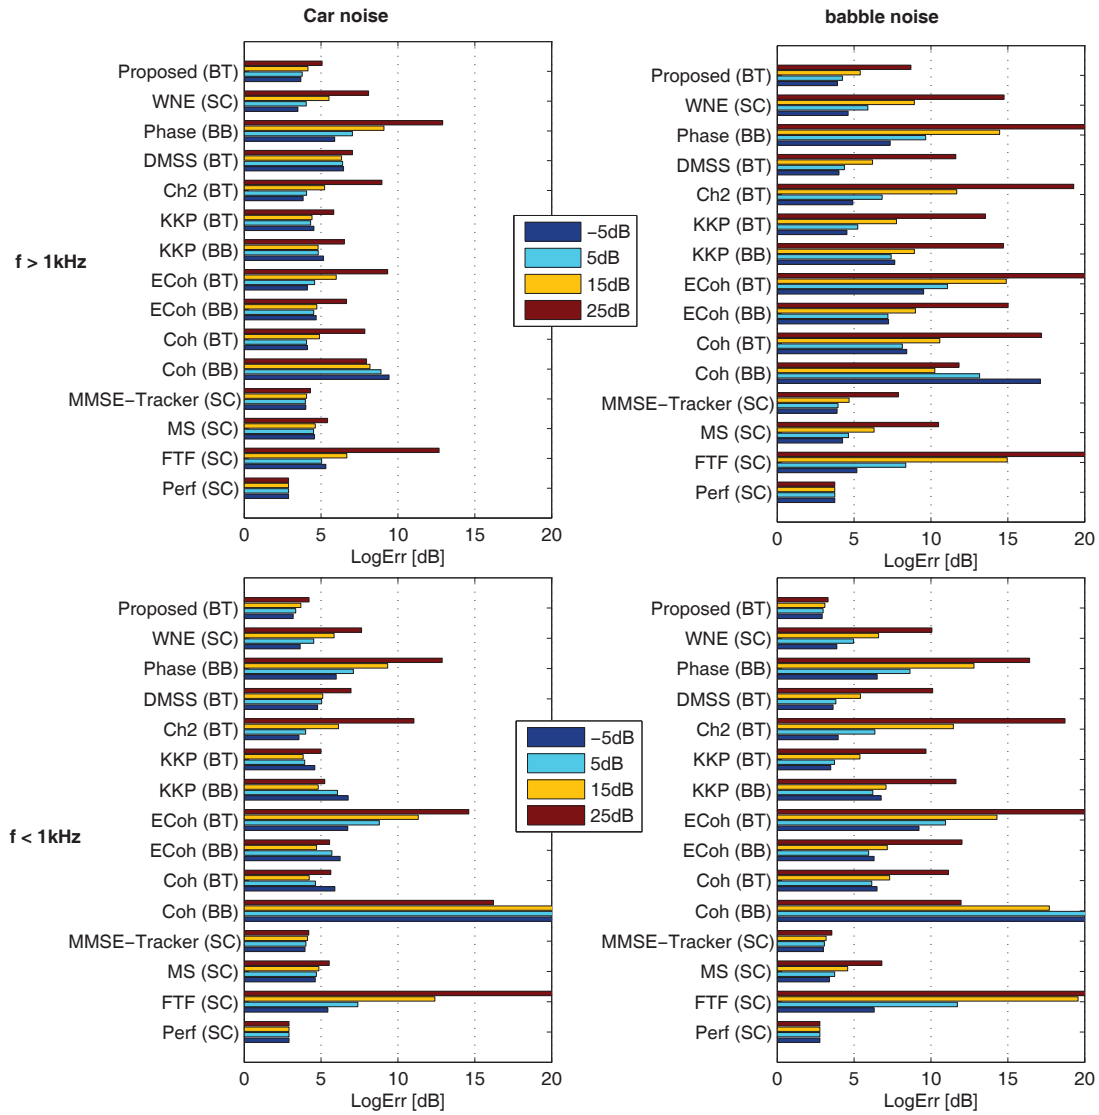 Car noise
babble noise
f > 1kHz
Proposed (BT)
WNE (SC)
Phase (BB)
DMSS (BT)
Ch2 (BT)
KKP (BT)
KKP (BB)
ECoh (BT)
ECoh (BB)
Coh (BT)
Coh (BB)
MMSE−Tracker (SC)
MS (SC)
FTF (SC)
Perf (SC)
0 5 10 15 20
LogErr [dB]
−5dB
5dB
15dB
25dB
Proposed (BT)
WNE (SC)
Phase (BB)
DMSS (BT)
Ch2 (BT)
KKP (BT)
KKP (BB)
ECoh (BT)
ECoh (BB)
Coh (BT)
Coh (BB)
MMSE−Tracker (SC)
MS (SC)
FTF (SC)
Perf (SC)
0 5 10 15 20
LogErr [dB]
f < 1kHz
Proposed (BT)
WNE (SC)
Phase (BB)
DMSS (BT)
Ch2 (BT)
KKP (BT)
KKP (BB)
ECoh (BT)
ECoh (BB)
Coh (BT)
Coh (BB)
MMSE−Tracker (SC)
MS (SC)
FTF (SC)
Perf (SC)
0 5 10 15 20
LogErr [dB]
−5dB
5dB
15dB
25dB
Proposed (BT)
WNE (SC)
Phase (BB)
DMSS (BT)
Ch2 (BT)
KKP (BT)
KKP (BB)
ECoh (BT)
ECoh (BB)
Coh (BT)
Coh (BB)
MMSE−Tracker (SC)
MS (SC)
FTF (SC)
Perf (SC)
0 5 10 15 20
LogErr [dB]